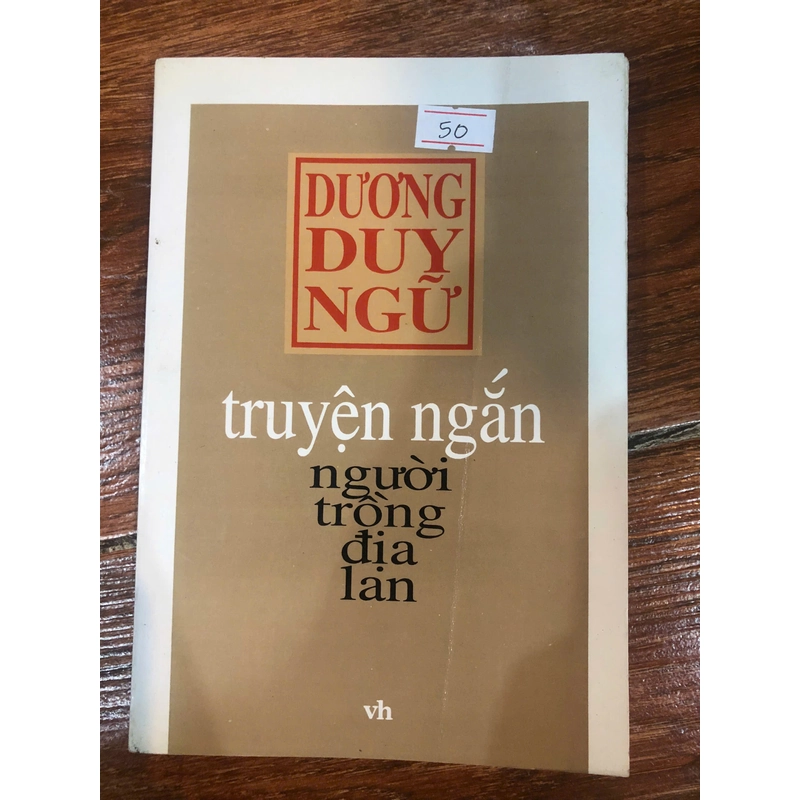 50
DƯƠNG
DUY
NGỮ
truyện ngắn
người
trồng
địa
lan
vh